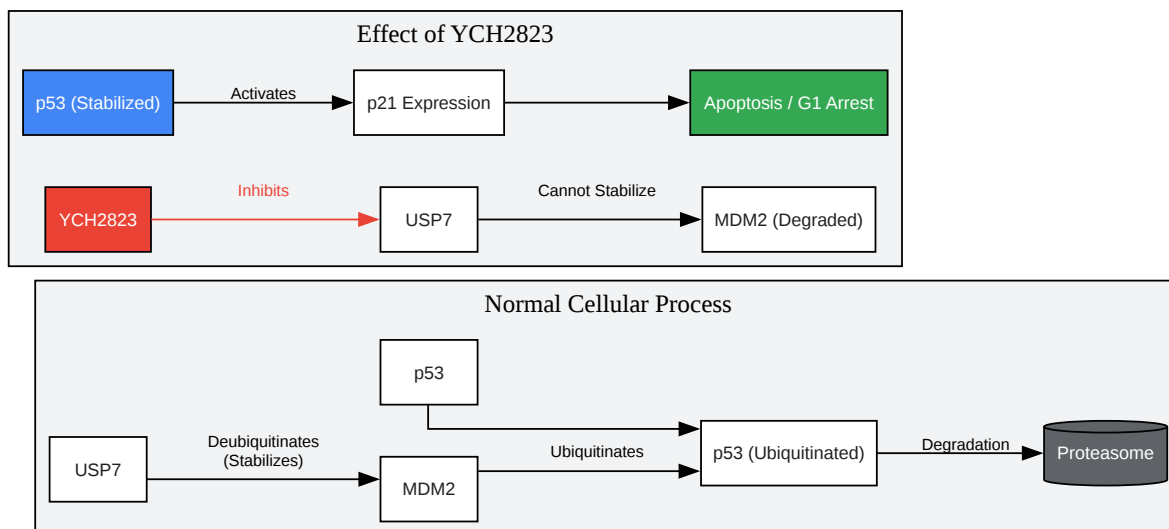 Effect of YCH2823
p53 (Stabilized)
Activates
p21 Expression
Apoptosis / G1 Arrest
YCH2823
Inhibits
USP7
Cannot Stabilize
MDM2 (Degraded)
Normal Cellular Process
p53
USP7
Deubiquitinates
(Stabilizes)
MDM2
Ubiquitinates
p53 (Ubiquitinated)
Degradation
Proteasome